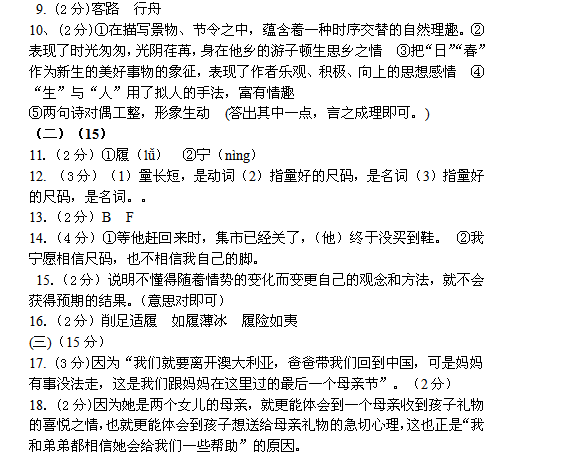 9. (2分)客路　行舟
10、(2分)①在描写景物、节令之中，蕴含着一种时序交替的自然理趣。②
表现了时光匆匆，光阴荏苒，身在他乡的游子顿生思乡之情　③把“日”“春”
作为新生的美好事物的象征，表现了作者乐观、积极、向上的思想感情　④
“生”与“人”用了拟人的手法，富有情趣
⑤两句诗对偶工整，形象生动　(答出其中一点，言之成理即可。)
（二）（15）
11.（2分）①履（lǚ）　②宁（nìng）
12.（3分）（1）量长短，是动词（2）指量好的尺码，是名词（3）指量好
的尺码，是名词。。
13.（2分）B　F
14.（4分）①等他赶回来时，集市已经关了，（他）终于没买到鞋。　②我
宁愿相信尺码，也不相信我自己的脚。
15.（2分）说明不懂得随着情势的变化而变更自己的观念和方法，就不会
获得预期的结果。（意思对即可）
16.（2分）削足适履　如履薄冰　履险如夷
(三)(15分)
17.(3分)因为“我们就要离开澳大利亚，爸爸带我们回到中国，可是妈妈
有事没法走，这是我们跟妈妈在这里过的最后一个母亲节”。（2分）
18.(2分)因为她是两个女儿的母亲，就更能体会到一个母亲收到孩子礼物
的喜悦之情，也就更能体会到孩子想送给母亲礼物的急切心理，这也正是“我
和弟弟都相信她会给我们一些帮助”的原因。